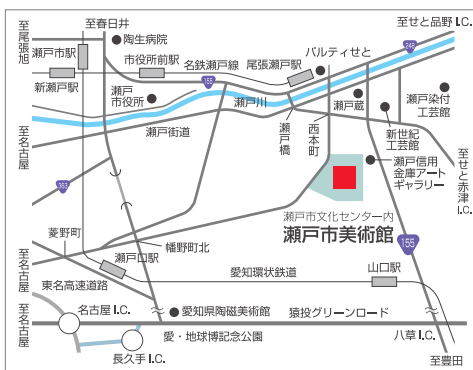 至春日井
至せと品野 I.C.
至尾張旭
瀬戸市駅
陶生病院
市役所前駅
名鉄瀬戸線
尾張瀬戸駅
パルティせと
248
新瀬戸駅
瀬戸
市役所
155
瀬戸川
瀬戸蔵
瀬戸染付
工芸館
瀬戸街道
瀬戸橋
西本町
新世紀
工芸館
至名古屋
至せと赤津 I.C.
瀬戸信用
金庫アート
ギャラリー
363
瀬戸市文化センター内
瀬戸市美術館
155
菱野町
幡野町北
瀬戸口駅
愛知環状鉄道
山口駅
至名古屋
東名高速道路
名古屋 I.C.
愛知県陶磁美術館
猿投グリーンロード
至名古屋
愛・地球博記念公園
八草 I.C.
長久手 I.C.
至豊田